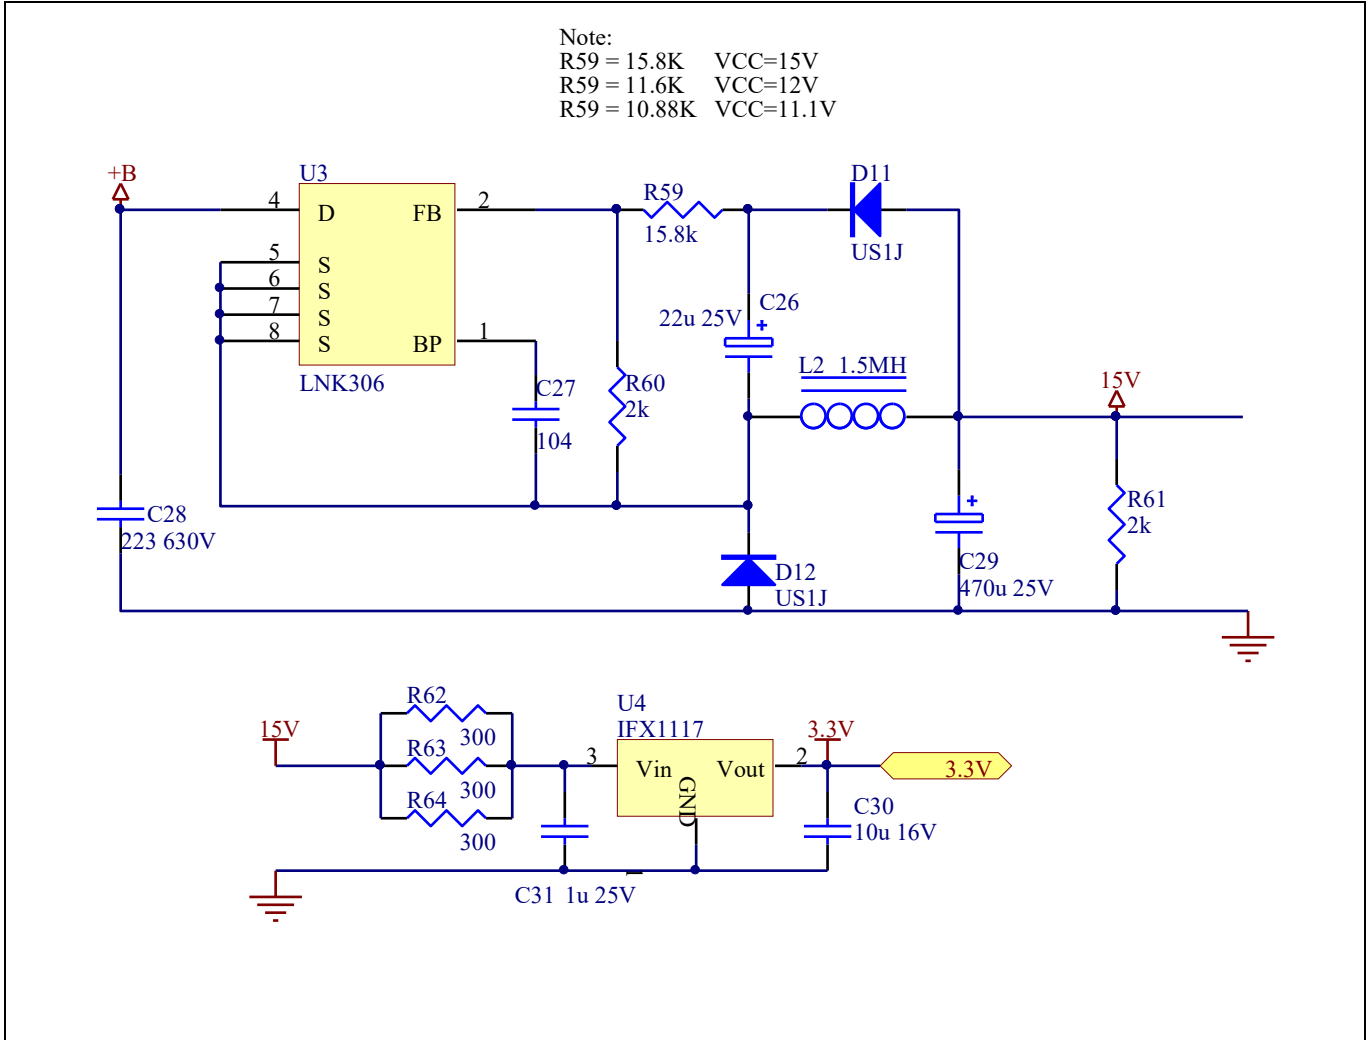 Note:
R59 = 15.8K VCC=15V
R59 = 11.6K VCC=12V
R59 = 10.88K VCC=11.1V
+B
U3
4 D FB 2
5 S
6 S
7 S
8 S BP 1
LNK306
R59
15.8k
D11
US1J
C26
22u 25V
L2 1.5MH
15V
C27
104
R60
2k
C28
223 630V
D12
US1J
C29
470u 25V
R61
2k
15V
R62
300
R63
300
R64
300
U4
IFX1117
3 Vin Vout 2
GND
1
3.3V
3.3V
C30
10u 16V
C31 1u 25V